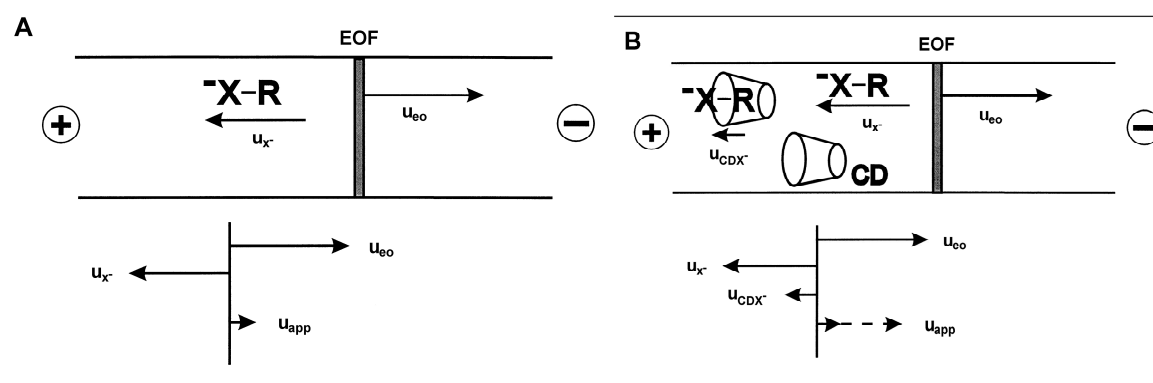 A
EOF
⁻X–R
u_eo
u_x⁻
+
−
u_eo
u_x⁻
u_app
B
EOF
⁻X–R
⁻X–R
u_eo
u_x⁻
+
−
u_CDX⁻
CD
u_eo
u_x⁻
u_CDX⁻
u_app